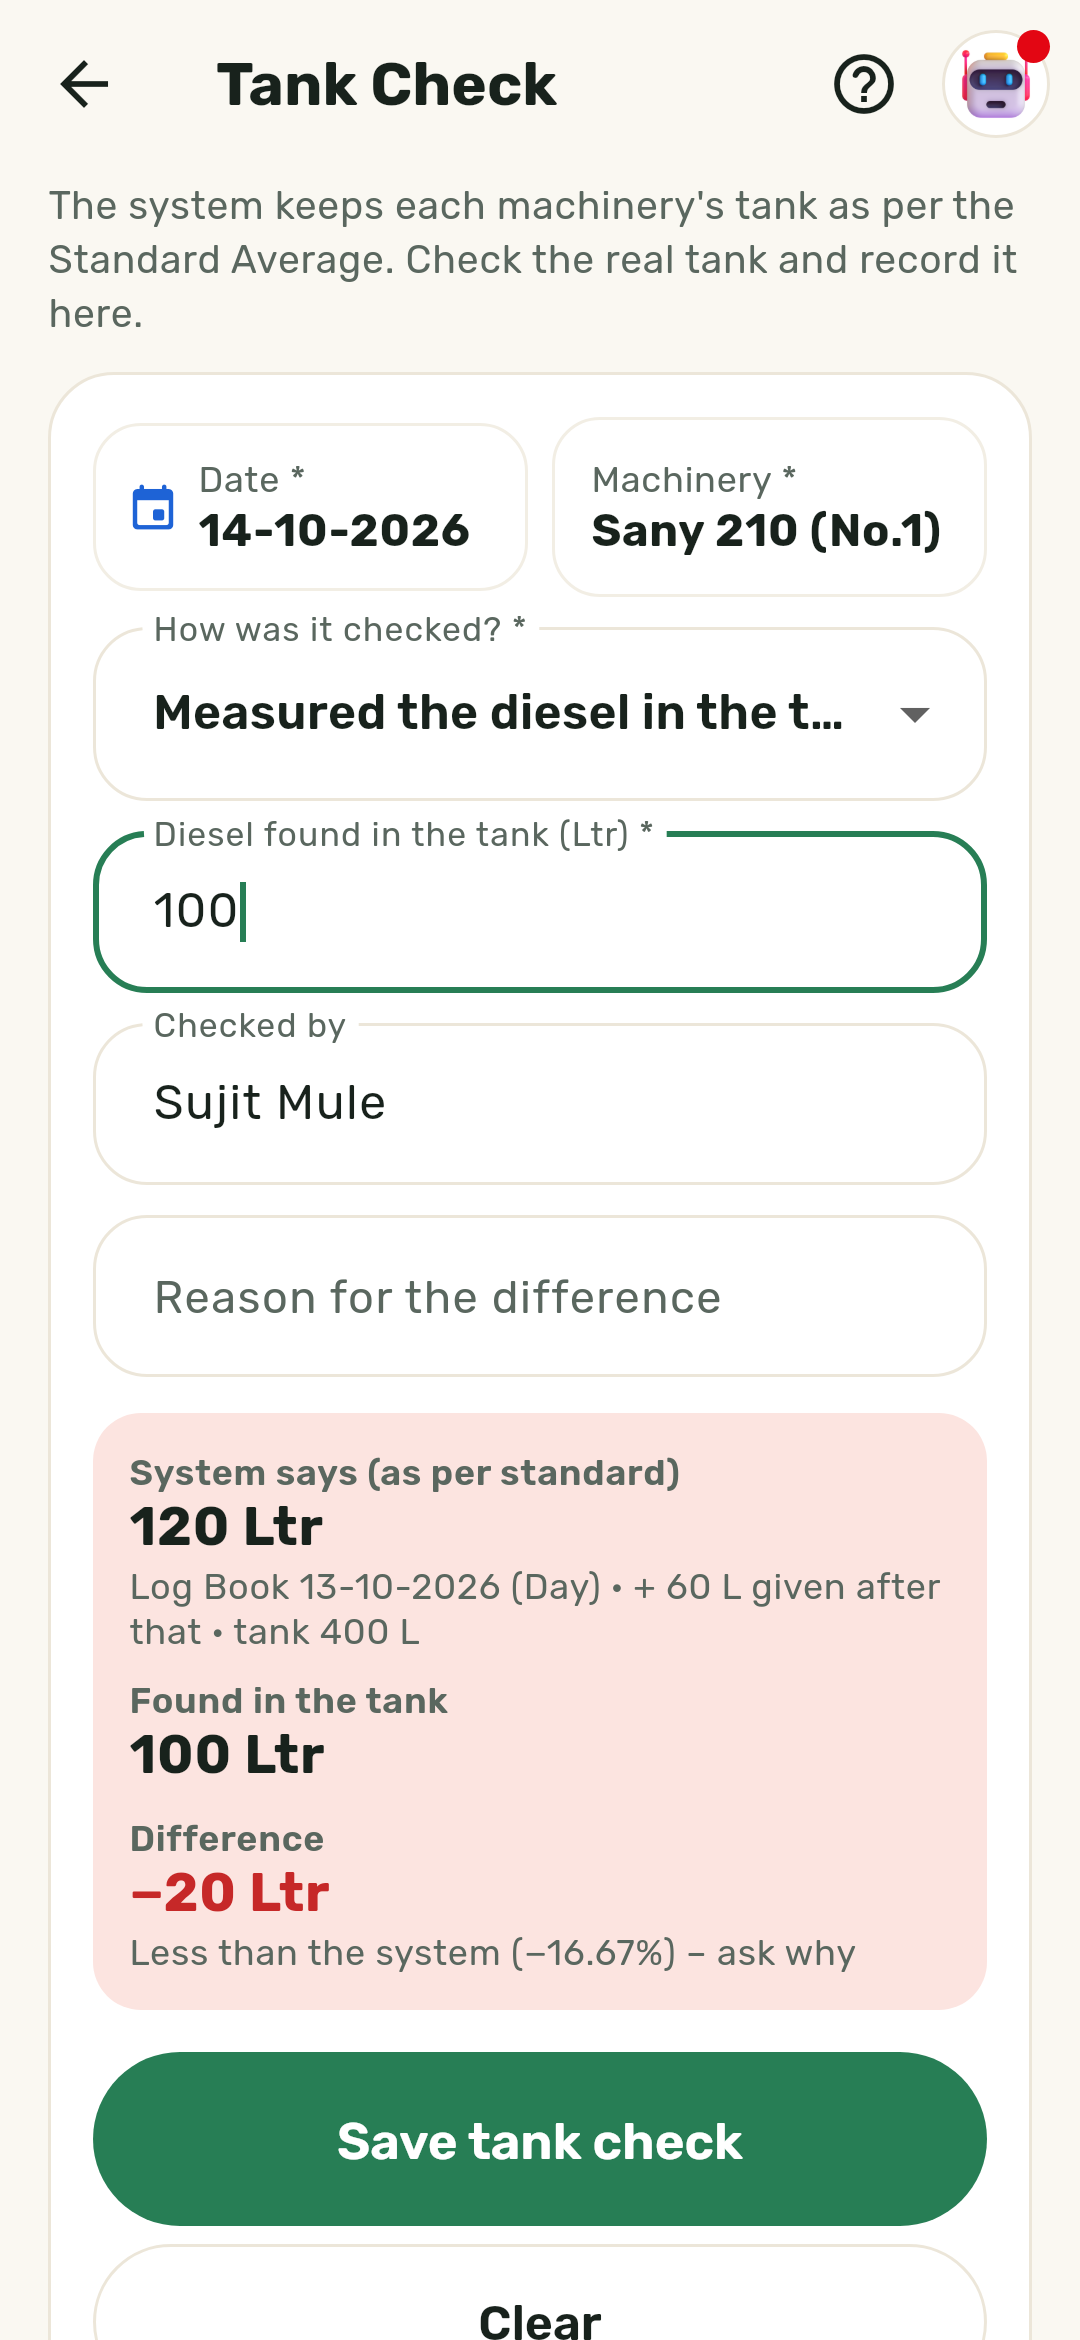 Tank Check
The system keeps each machinery's tank as per the
Standard Average. Check the real tank and record it
here.
Date *
14-10-2026
Machinery *
Sany 210 (No.1)
How was it checked? *
Measured the diesel in the t...
Diesel found in the tank (Ltr) *
100
Checked by
Sujit Mule
Reason for the difference
System says (as per standard)
120 Ltr
Log Book 13-10-2026 (Day) • + 60 L given after
that • tank 400 L
Found in the tank
100 Ltr
Difference
−20 Ltr
Less than the system (−16.67%) – ask why
Save tank check
Clear